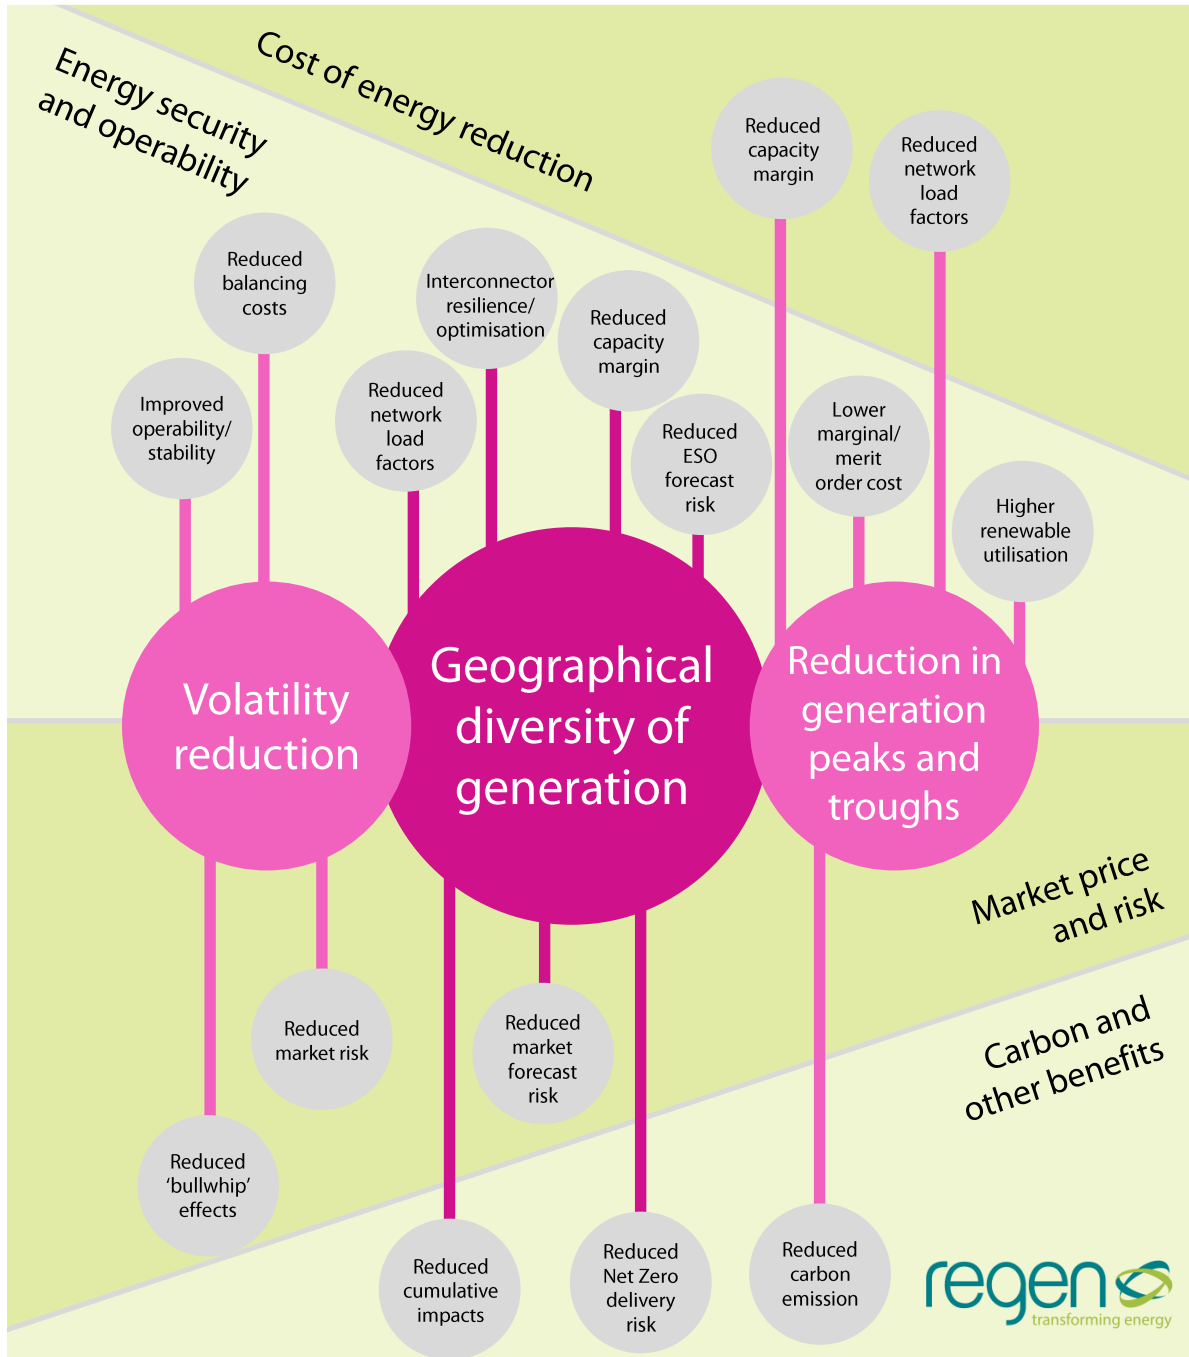 Cost of energy reduction
Energy security
and operability
Reduced
capacity
margin
Reduced
network
load
factors
Reduced
balancing
costs
Interconnector
resilience/
optimisation
Reduced
capacity
margin
Improved
operability/
stability
Reduced
network
load
factors
Reduced
ESO
forecast
risk
Lower
marginal/
merit
order cost
Higher
renewable
utilisation
Volatility
reduction
Geographical
diversity of
generation
Reduction in
generation
peaks and
troughs
Market price
and risk
Reduced
market risk
Reduced
market
forecast
risk
Carbon and
other benefits
Reduced
‘bullwhip’
effects
Reduced
cumulative
impacts
Reduced
Net Zero
delivery
risk
Reduced
carbon
emission
regen
transforming energy